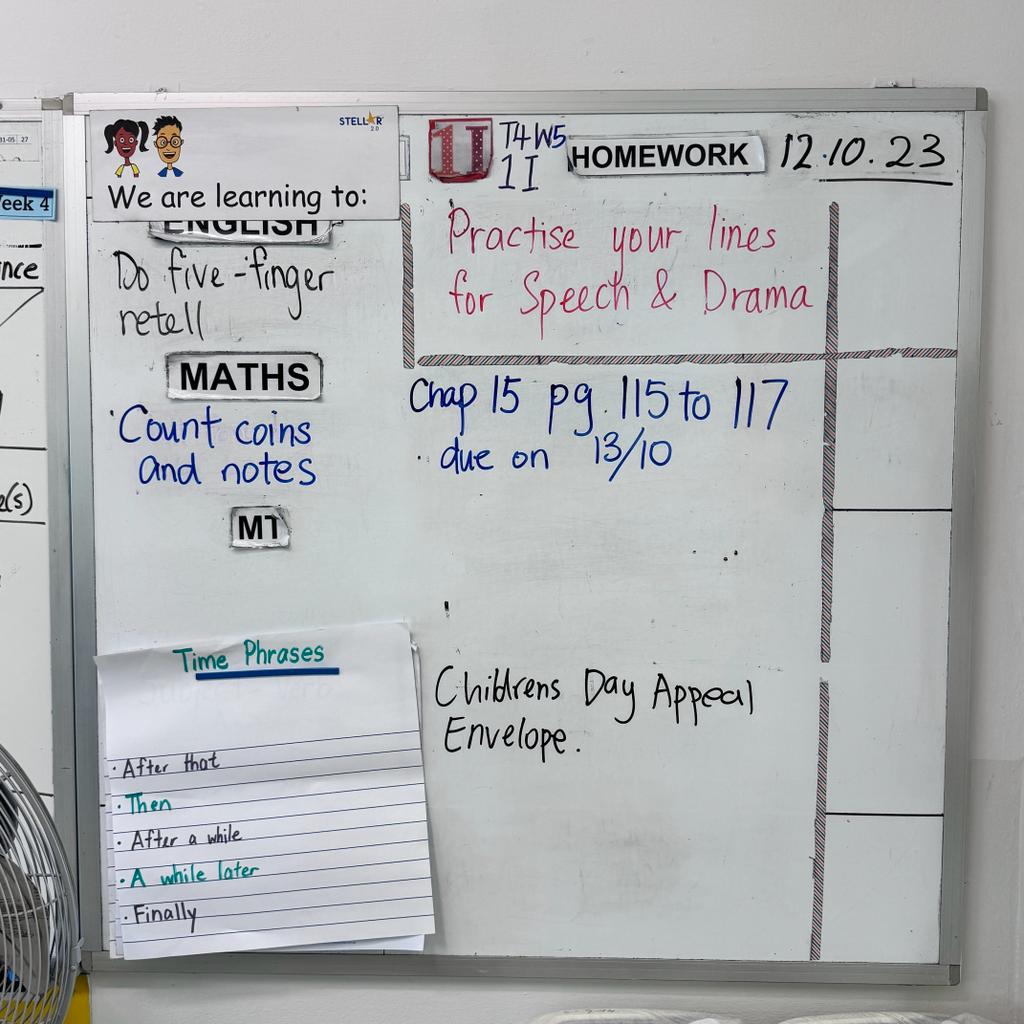 STELLAR
2.0
We are learning to:
ENGLISH
Do five-finger
retell
MATHS
Count coins
and notes
MT
Time Phrases
· After that
· Then
· After a while
· A while later
· Finally
1I
T4W5
1I
HOMEWORK
12.10.23
Practise your lines
for Speech & Drama
Chap 15 pg. 115 to 117
· due on 13/10
Childrens Day Appeal
Envelope.
eek 4
nce
(s)